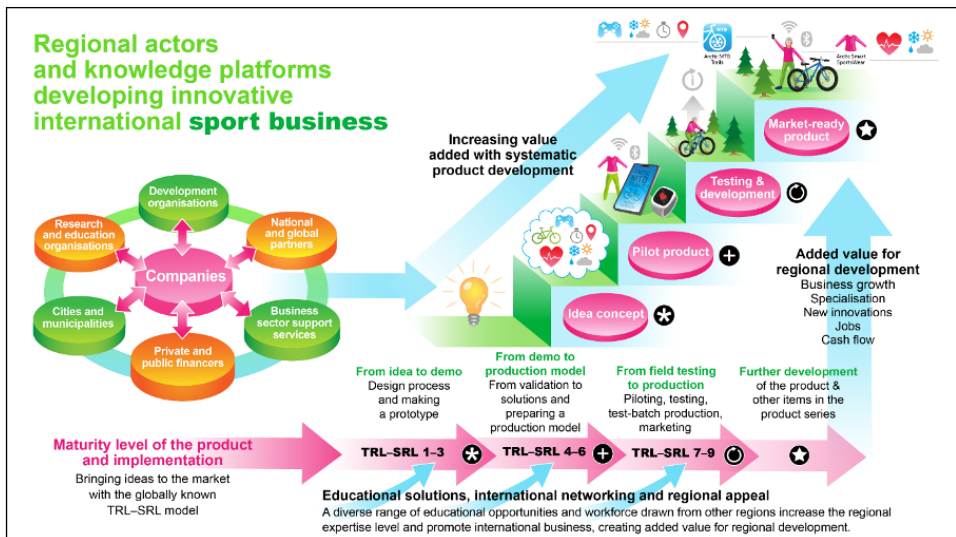 Regional actors
and knowledge platforms
developing innovative
international sport business
Development
organisations
Research
and education
organisations
National
and global
partners
Companies
Cities and
municipalities
Business
sector support
services
Private and
public financers
Increasing value
added with systematic
product development
MTB
Arctic MTB
Trails
Arctic Smart
SportsWear
Market-ready
product
Testing &
development
Pilot product
Idea concept
Added value for
regional development
Business growth
Specialisation
New innovations
Jobs
Cash flow
From idea to demo
Design process
and making
a prototype
From demo to
production model
From validation to
solutions and
preparing a
production model
From field testing
to production
Piloting, testing,
test-batch production,
marketing
Further development
of the product &
other items in the
product series
Maturity level of the product
and implementation
Bringing ideas to the market
with the globally known
TRL–SRL model
TRL–SRL 1–3
TRL–SRL 4–6
TRL–SRL 7–9
Educational solutions, international networking and regional appeal
A diverse range of educational opportunities and workforce drawn from other regions increase the regional
expertise level and promote international business, creating added value for regional development.